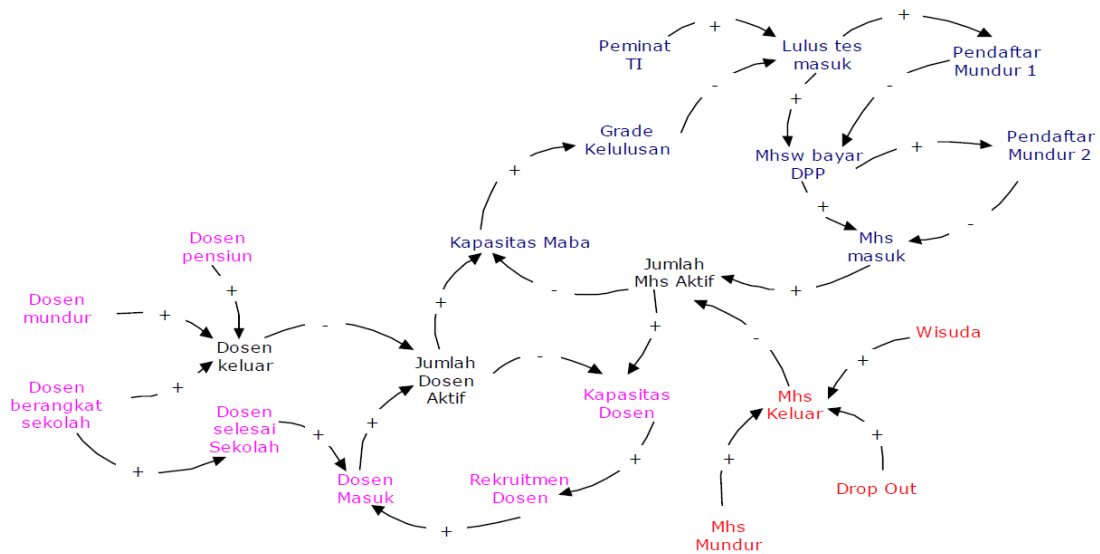 +
+
Peminat
TI
Lulus tes
masuk
Pendaftar
Mundur 1
-
-
+
Grade
Kelulusan
Pendaftar
Mundur 2
+
Mhsw bayar
DPP
+
+
-
Dosen
pensiun
Kapasitas Maba
Mhs
masuk
Jumlah
Mhs Aktif
+
-
+
+
Dosen
mundur
+
-
+
-
Wisuda
Dosen
keluar
Jumlah
Dosen
Aktif
-
+
Dosen
berangkat
sekolah
+
Kapasitas
Dosen
Mhs
Keluar
Dosen
selesai
Sekolah
+
+
+
+
+
+
Dosen
Masuk
Rekruitmen
Dosen
Drop Out
+
Mhs
Mundur